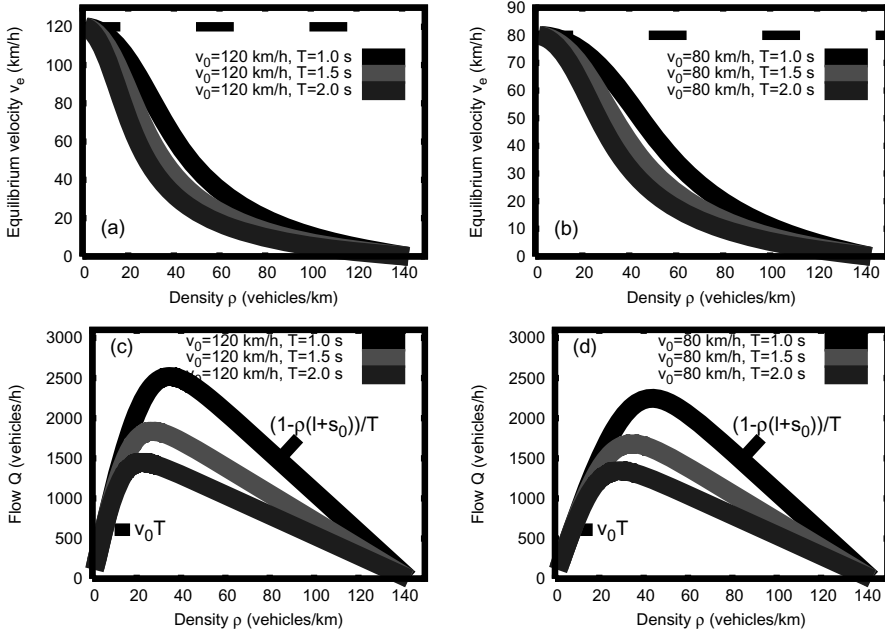 Equilibrium velocity vₑ (km/h)
120
100
80
60
40
20
0
v₀=120 km/h, T=1.0 s
v₀=120 km/h, T=1.5 s
v₀=120 km/h, T=2.0 s
(a)
0 20 40 60 80 100 120 140
Density ρ (vehicles/km)
Equilibrium velocity vₑ (km/h)
90
80
70
60
50
40
30
20
10
0
v₀=80 km/h, T=1.0 s
v₀=80 km/h, T=1.5 s
v₀=80 km/h, T=2.0 s
(b)
0 20 40 60 80 100 120 140
Density ρ (vehicles/km)
Flow Q (vehicles/h)
3000
2500
2000
1500
1000
500
0
(c)
v₀=120 km/h, T=1.0 s
v₀=120 km/h, T=1.5 s
v₀=120 km/h, T=2.0 s
(1-ρ(l+s₀))/T
v₀T
0 20 40 60 80 100 120 140
Density ρ (vehicles/km)
Flow Q (vehicles/h)
3000
2500
2000
1500
1000
500
0
(d)
v₀=80 km/h, T=1.0 s
v₀=80 km/h, T=1.5 s
v₀=80 km/h, T=2.0 s
(1-ρ(l+s₀))/T
v₀T
0 20 40 60 80 100 120 140
Density ρ (vehicles/km)